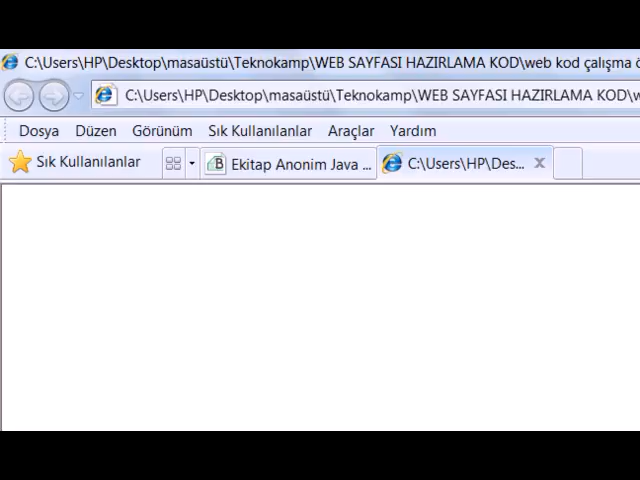 C:\Users\HP\Desktop\masaüstü\Teknokamp\WEB SAYFASI HAZIRLAMA KOD\web kod çalışma ö
C:\Users\HP\Desktop\masaüstü\Teknokamp\WEB SAYFASI HAZIRLAMA KOD\w
Dosya Düzen Görünüm Sık Kullanılanlar Araçlar Yardım
Sık Kullanılanlar B Ekitap Anonim Java ... C:\Users\HP\Des...